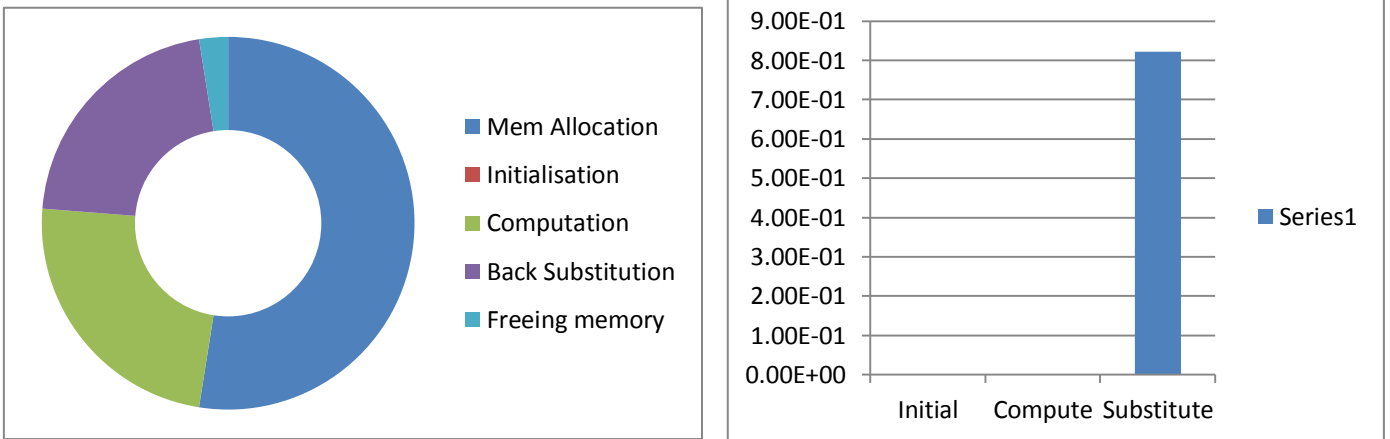 Mem Allocation
Initialisation
Computation
Back Substitution
Freeing memory
9.00E-01
8.00E-01
7.00E-01
6.00E-01
5.00E-01
4.00E-01
3.00E-01
2.00E-01
1.00E-01
0.00E+00
Initial Compute Substitute
Series1